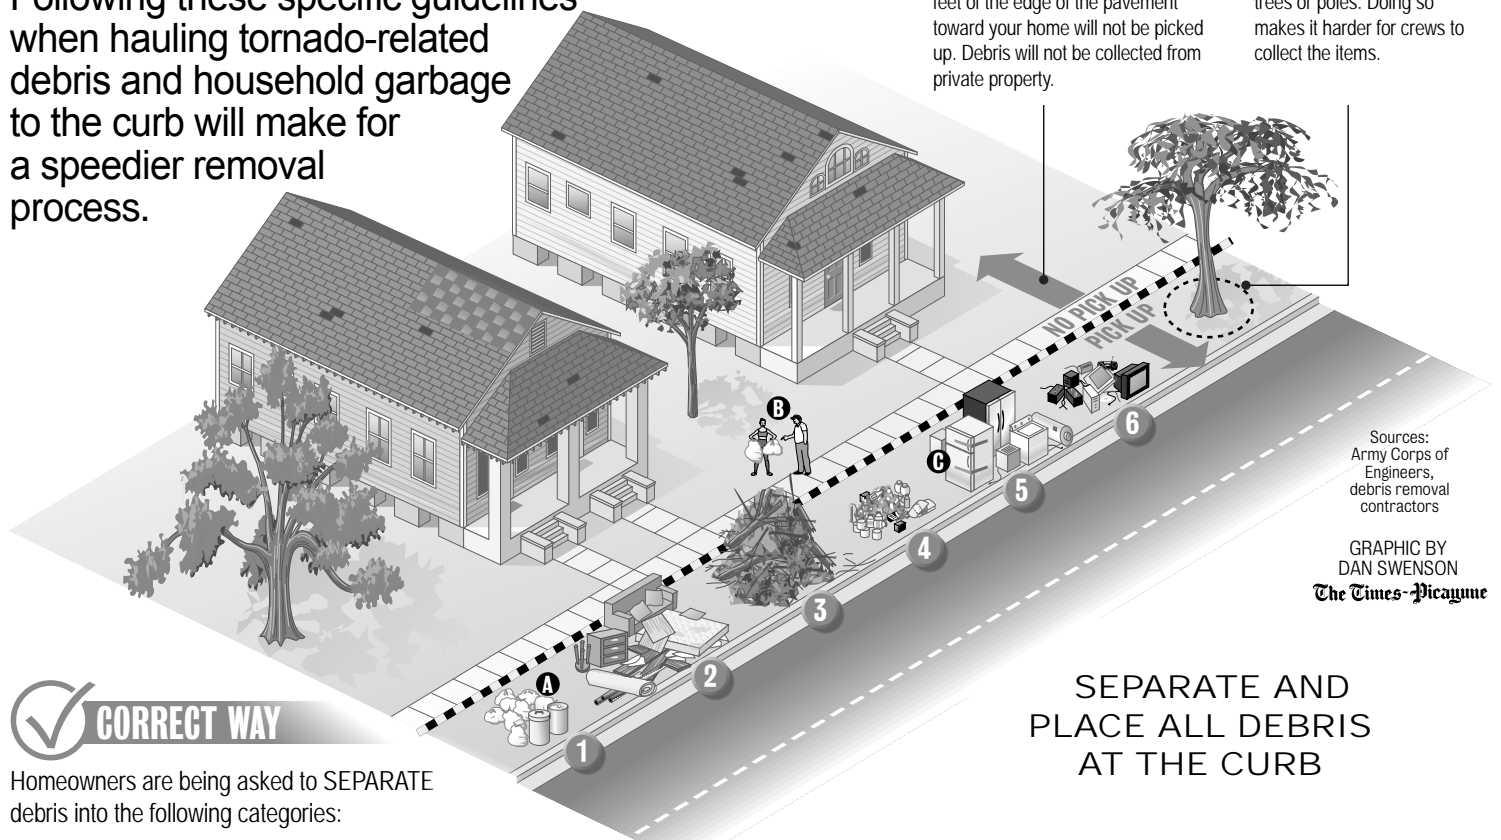 Following these specific guidelines
when hauling tornado-related
debris and household garbage
to the curb will make for
a speedier removal
process.
feet of the edge of the pavement
toward your home will not be picked
up. Debris will not be collected from
private property.
trees or poles. Doing so
makes it harder for crews to
collect the items.
NO PICK UP
PICK UP
B
C
A
6
5
4
3
2
1
Sources:
Army Corps of
Engineers,
debris removal
contractors
GRAPHIC BY
DAN SWENSON
The Times-Picayune
SEPARATE AND
PLACE ALL DEBRIS
AT THE CURB
CORRECT WAY
Homeowners are being asked to SEPARATE
debris into the following categories: